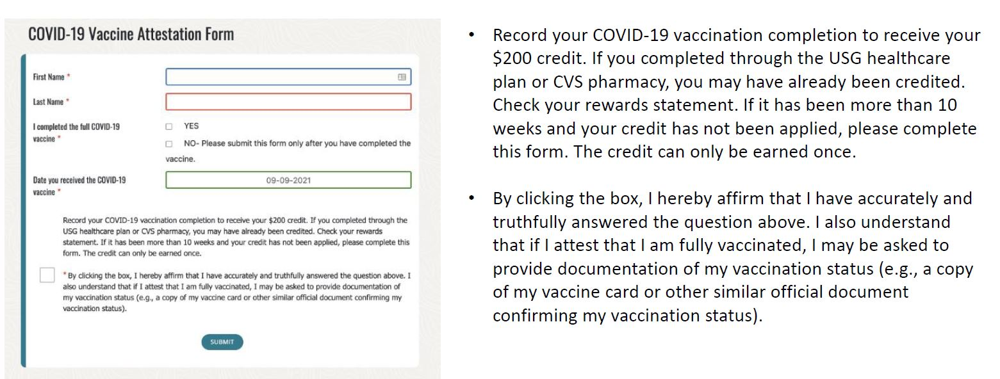 COVID-19 Vaccine Attestation Form
First Name *
Last Name *
I completed the full COVID-19
vaccine *
YES
NO- Please submit this form only after you have completed the
vaccine.
Date you received the COVID-19
vaccine *
09-09-2021
Record your COVID-19 vaccination completion to receive your $200 credit. If you completed through the
USG healthcare plan or CVS pharmacy, you may have already been credited. Check your rewards
statement. If it has been more than 10 weeks and your credit has not been applied, please complete this
form. The credit can only be earned once.
* By clicking the box, I hereby affirm that I have accurately and truthfully answered the question above. I
also understand that if I attest that I am fully vaccinated, I may be asked to provide documentation of
my vaccination status (e.g., a copy of my vaccine card or other similar official document confirming my
vaccination status).
SUBMIT
• Record your COVID-19 vaccination completion to receive your
$200 credit. If you completed through the USG healthcare
plan or CVS pharmacy, you may have already been credited.
Check your rewards statement. If it has been more than 10
weeks and your credit has not been applied, please complete
this form. The credit can only be earned once.
• By clicking the box, I hereby affirm that I have accurately and
truthfully answered the question above. I also understand
that if I attest that I am fully vaccinated, I may be asked to
provide documentation of my vaccination status (e.g., a copy
of my vaccine card or other similar official document
confirming my vaccination status).